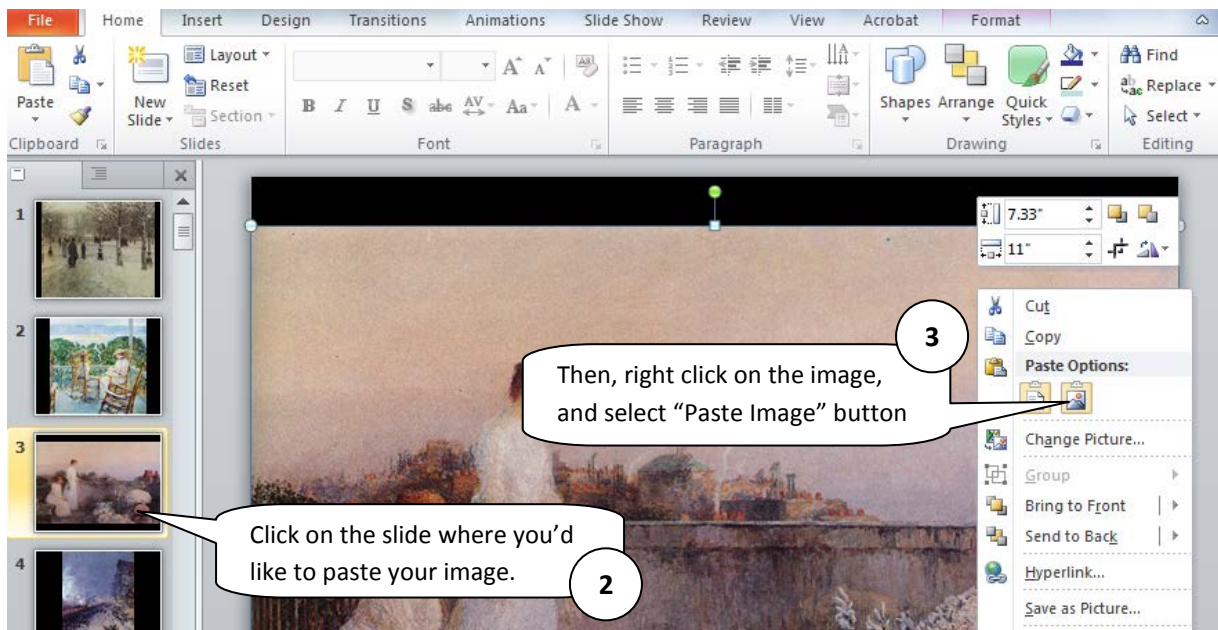 File Home Insert Design Transitions Animations Slide Show Review View Acrobat Format
Layout
Reset
Section
Paste
New
Slide
B I U S abc AV Aa A
A A
Shapes Arrange Quick
Styles
Find
Replace
Select
Clipboard Slides Font Paragraph Drawing Editing
1
2
3
4
7.33"
11"
Cut
Copy
Paste Options:
Change Picture...
Group
Bring to Front
Send to Back
Hyperlink...
Save as Picture...
3
Then, right click on the image,
and select “Paste Image” button
Click on the slide where you’d
like to paste your image.
2